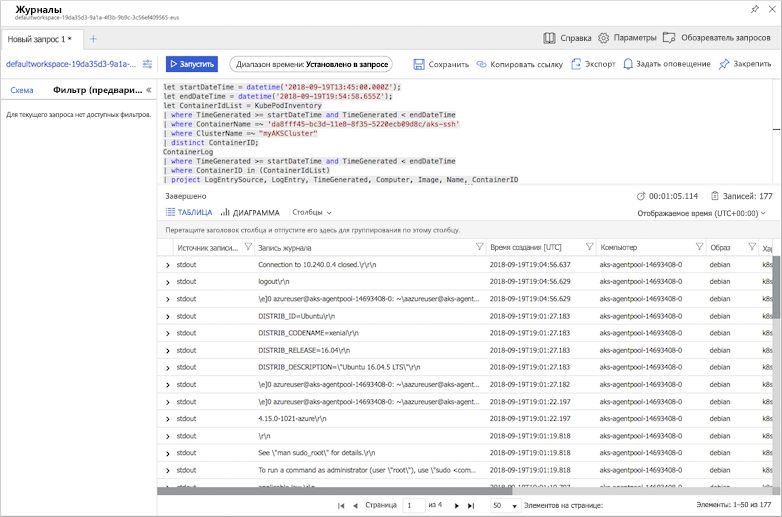 Журналы
defaultworkspace-19da35d3-9a1a-4f3b-9b9c-3c56ef409565-eus
Новый запрос 1 *
Справка Параметры Обозреватель запросов
defaultworkspace-19da35d3-9a1a-...
Запустить
Диапазон времени: Установлено в запросе
Сохранить Копировать ссылку Экспорт Задать оповещение Закрепить
Схема Фильтр (предвари... «
Для текущего запроса нет доступных фильтров.
let startDateTime = datetime('2018-09-19T13:45:00.000Z');
let endDateTime = datetime('2018-09-19T19:54:58.655Z');
let ContainerIdList = KubePodInventory
| where TimeGenerated >= startDateTime and TimeGenerated < endDateTime
| where ContainerName =~ 'da8fff45-bc3d-11e8-8f35-5220ecb09d8c/aks-ssh'
| where ClusterName =~ "myAKSCluster"
| distinct ContainerID;
ContainerLog
| where TimeGenerated >= startDateTime and TimeGenerated < endDateTime
| where ContainerID in (ContainerIdList)
| project LogEntrySource, LogEntry, TimeGenerated, Computer, Image, Name, ContainerID
Завершено 00:01:05.114 Записей: 177
ТАБЛИЦА ДИАГРАММА Столбцы Отображаемое время (UTC+00:00)
Перетащите заголовок столбца и отпустите его здесь для группирования по этому столбцу.
Источник записи... Запись журнала Время создания [UTC] Компьютер Образ
stdout Connection to 10.240.0.4 closed.\r\r\n 2018-09-19T19:04:56.637 aks-agentpool-14693408-0 debian k8s
stdout logout\r\n 2018-09-19T19:04:56.629 aks-agentpool-14693408-0 debian k8s
stdout \e]0 azureuser@aks-agentpool-14693408-0: ~\aazureuser@aks-agent... 2018-09-19T19:04:56.629 aks-agentpool-14693408-0 debian k8s
stdout DISTRIB_ID=Ubuntu\r\n 2018-09-19T19:01:27.183 aks-agentpool-14693408-0 debian k8s
stdout DISTRIB_CODENAME=xenial\r\n 2018-09-19T19:01:27.183 aks-agentpool-14693408-0 debian k8s
stdout DISTRIB_RELEASE=16.04\r\n 2018-09-19T19:01:27.183 aks-agentpool-14693408-0 debian k8s
stdout DISTRIB_DESCRIPTION=\"Ubuntu 16.04.5 LTS\"\r\n 2018-09-19T19:01:27.183 aks-agentpool-14693408-0 debian k8s
stdout \e]0 azureuser@aks-agentpool-14693408-0: ~\aazureuser@aks-agent... 2018-09-19T19:01:27.182 aks-agentpool-14693408-0 debian k8s
stdout \e]0 azureuser@aks-agentpool-14693408-0: ~\aazureuser@aks-agent... 2018-09-19T19:01:22.197 aks-agentpool-14693408-0 debian k8s
stdout 4.15.0-1021-azure\r\n 2018-09-19T19:01:22.197 aks-agentpool-14693408-0 debian k8s
stdout \r\n 2018-09-19T19:01:19.818 aks-agentpool-14693408-0 debian k8s
stdout See \"man sudo_root\" for details.\r\n 2018-09-19T19:01:19.818 aks-agentpool-14693408-0 debian k8s
stdout To run a command as administrator (user \"root\"), use \"sudo <com... 2018-09-19T19:01:19.818 aks-agentpool-14693408-0 debian k8s
Страница 1 из 4 50 Элементов на странице: Элементы: 1–50 из 177